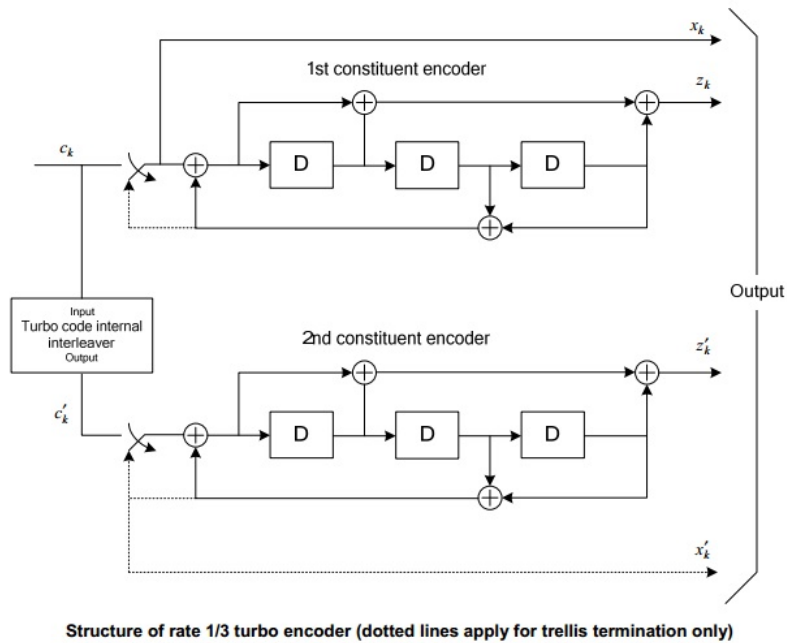 x_k
1st constituent encoder
z_k
c_k
D D D
Output
Input
Turbo code internal
interleaver
Output
2nd constituent encoder
z'_k
c'_k
D D D
x'_k
Structure of rate 1/3 turbo encoder (dotted lines apply for trellis termination only)